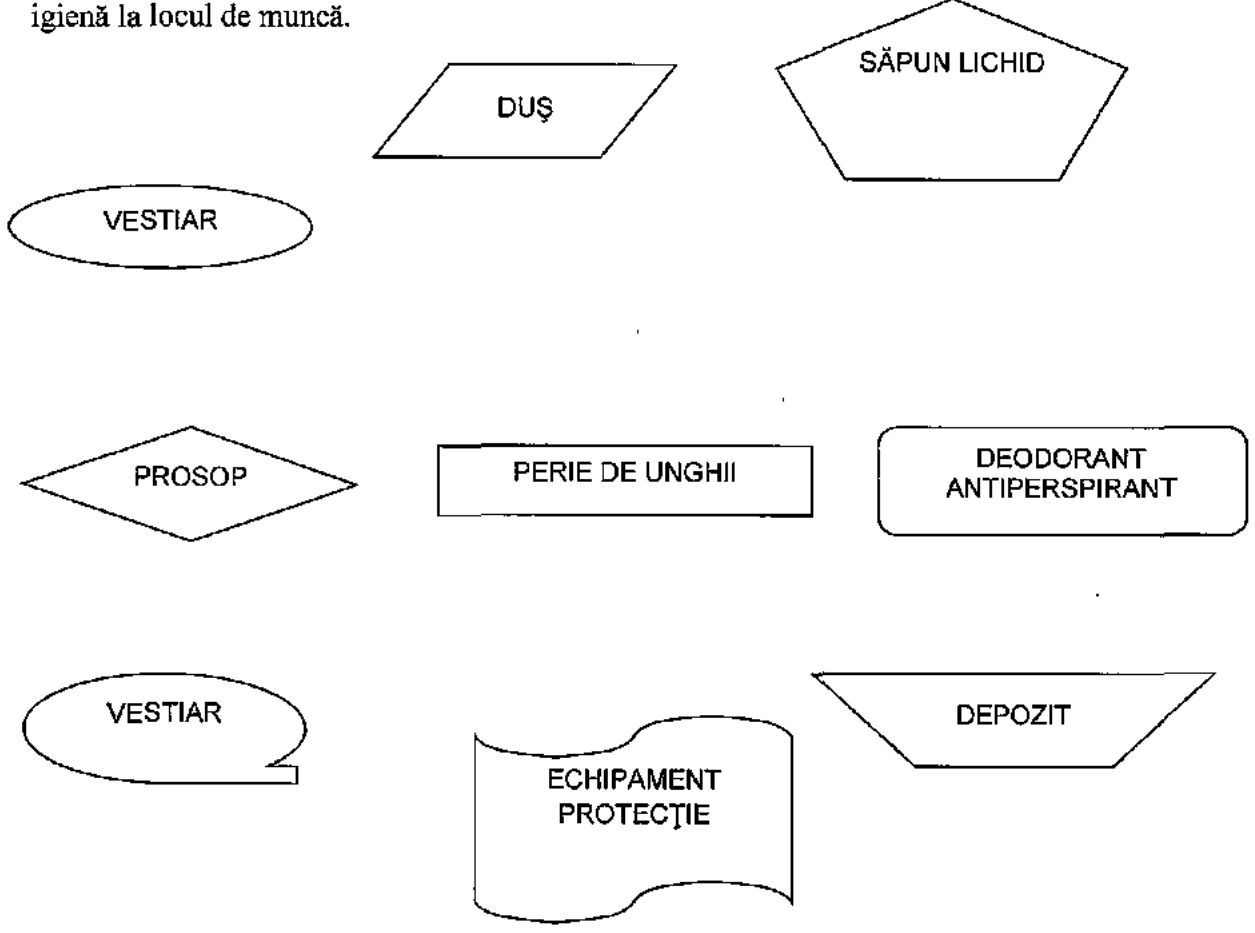 igienă la locul de muncă.
DUŞ
SĂPUN LICHID
VESTIAR
PROSOP
PERIE DE UNGHII
DEODORANT
ANTIPERSPIRANT
VESTIAR
ECHIPAMENT
PROTECŢIE
DEPOZIT